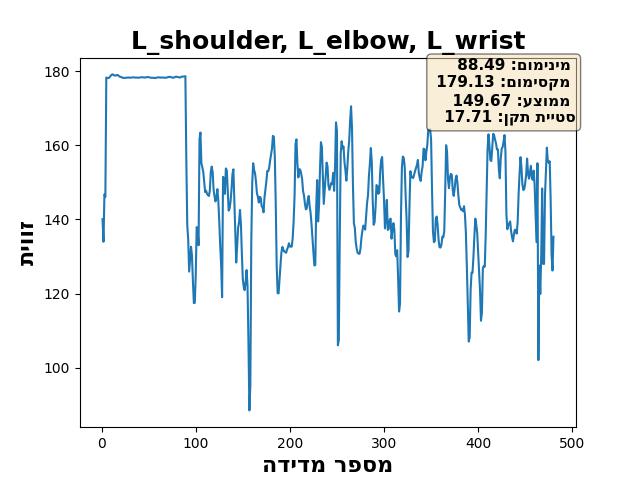 L_shoulder, L_elbow, L_wrist
מינימום: 88.49
מקסימום: 179.13
ממוצע: 149.67
סטיית תקן: 17.71
180
160
140
120
100
זווית
0 100 200 300 400 500
מספר מדידה